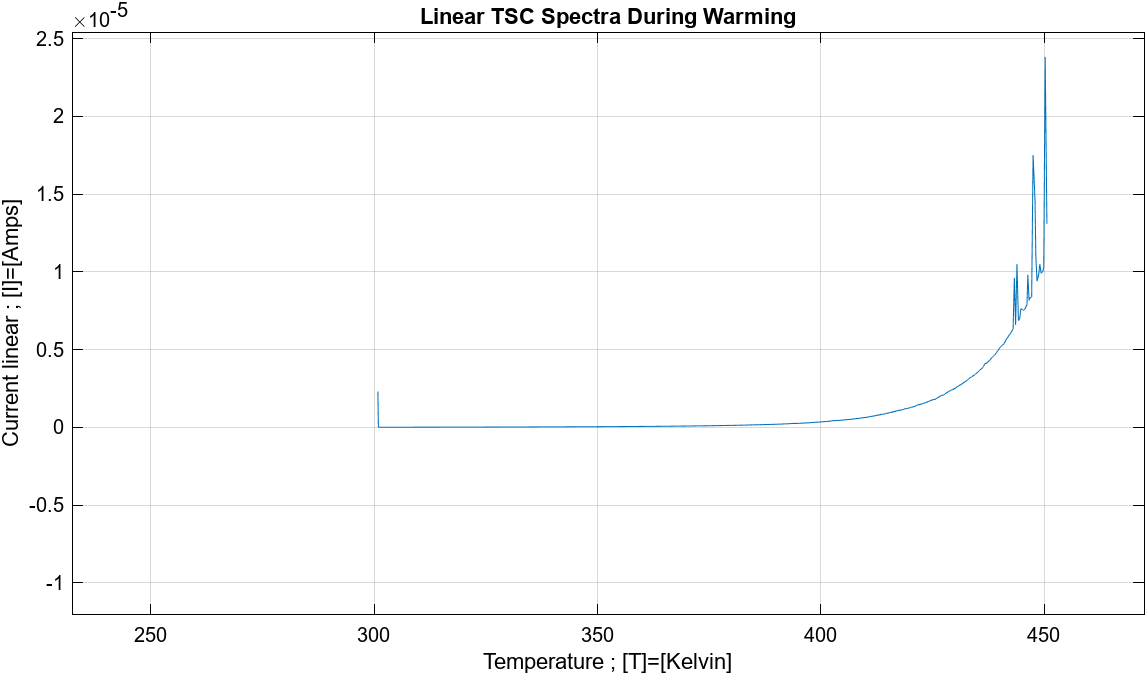 Linear TSC Spectra During Warming
×10-5
2.5
2
1.5
1
0.5
0
-0.5
-1
Current linear ; [I]=[Amps]
250 300 350 400 450
Temperature ; [T]=[Kelvin]